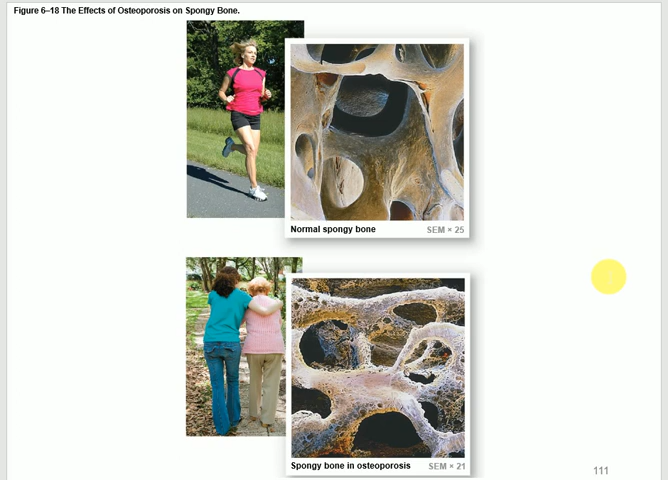 Figure 6–18 The Effects of Osteoporosis on Spongy Bone.
Normal spongy bone SEM × 25
Spongy bone in osteoporosis SEM × 21
111